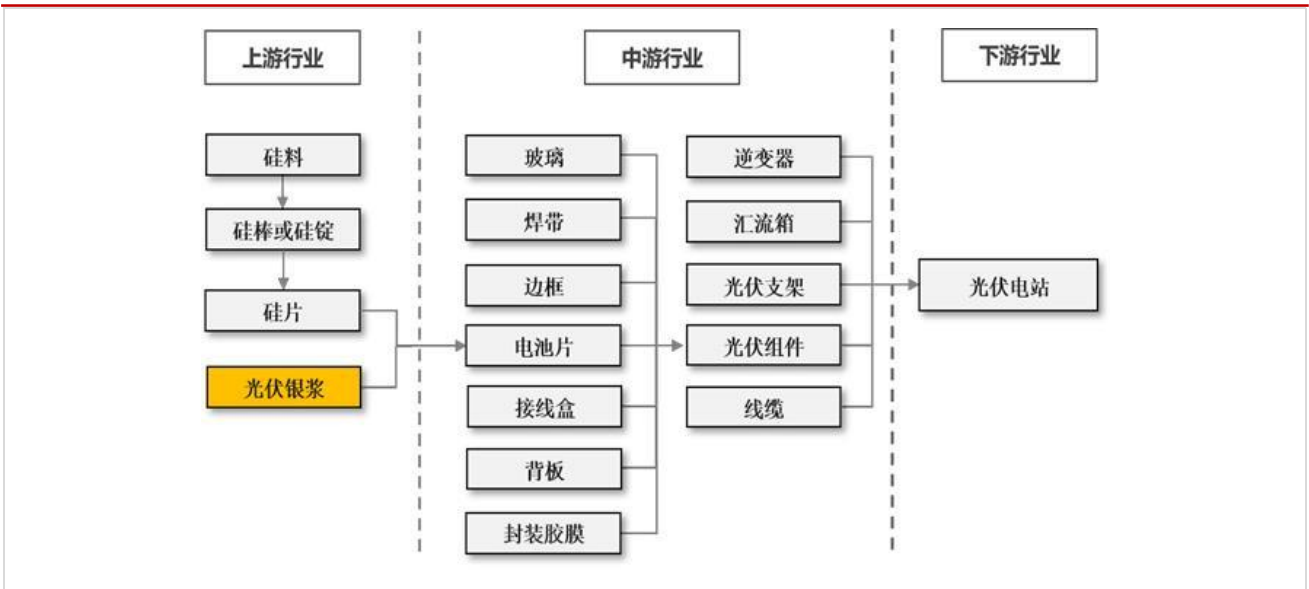 上游行业
中游行业
下游行业
硅料
硅棒或硅锭
硅片
光伏银浆
玻璃
焊带
边框
电池片
接线盒
背板
封装胶膜
逆变器
汇流箱
光伏支架
光伏组件
线缆
光伏电站